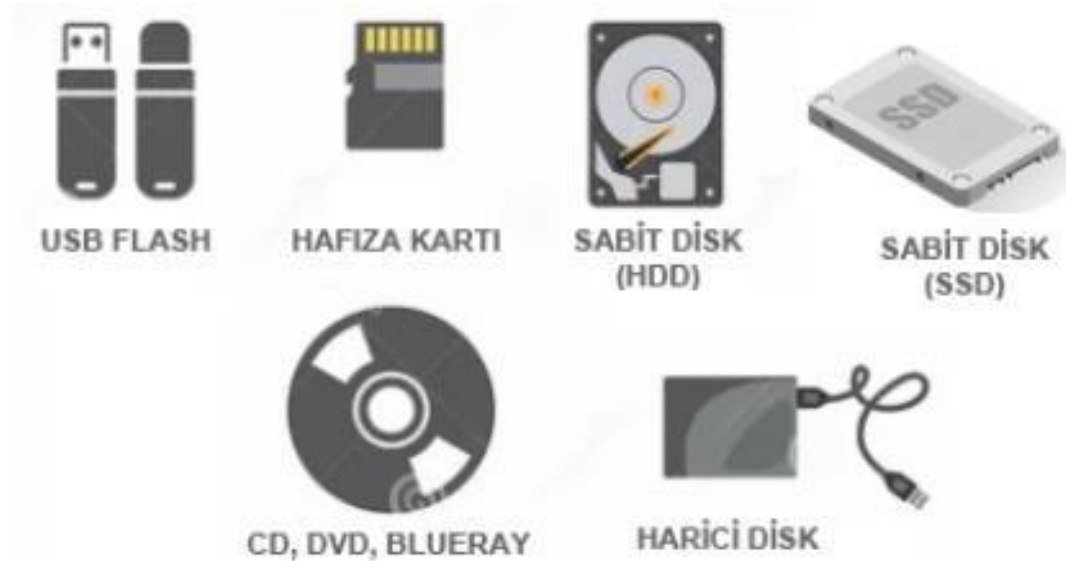 SSD
USB FLASH
HAFIZA KARTI
SABİT DİSK
(HDD)
SABİT DİSK
(SSD)
CD, DVD, BLUERAY
HARİCİ DİSK